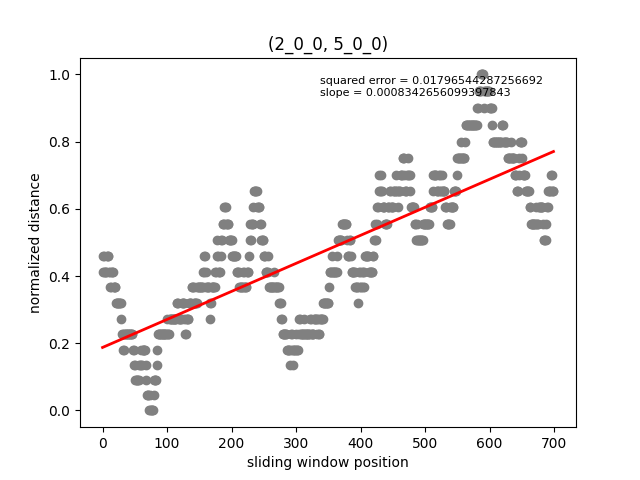 (2_0_0, 5_0_0)
squared error = 0.01796544287256692
slope = 0.0008342656099397843
normalized distance
1.0
0.8
0.6
0.4
0.2
0.0
0 100 200 300 400 500 600 700
sliding window position